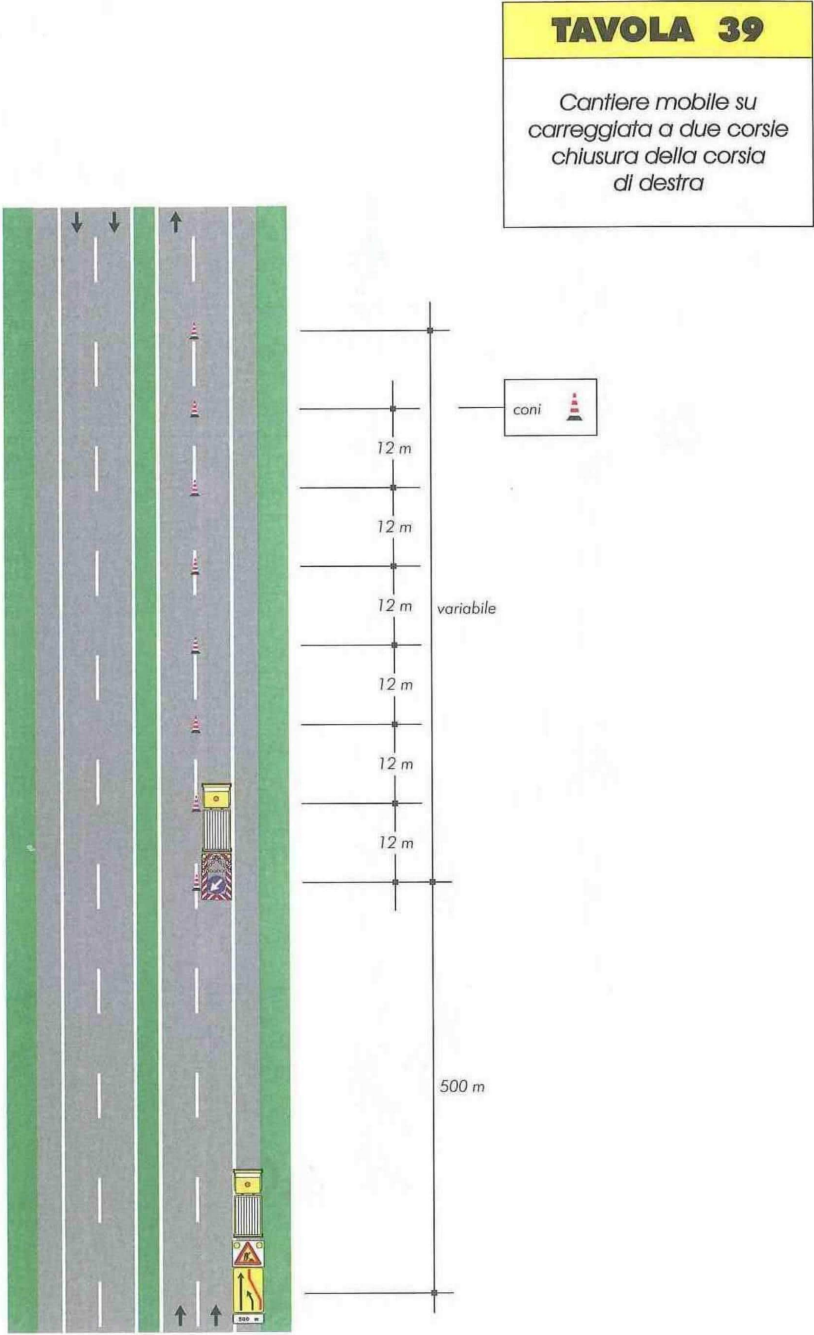 TAVOLA 39
Cantiere mobile su
carreggiata a due corsie
chiusura della corsia
di destra
coni
12 m
12 m
12 m
variabile
12 m
12 m
12 m
500 m
500 m